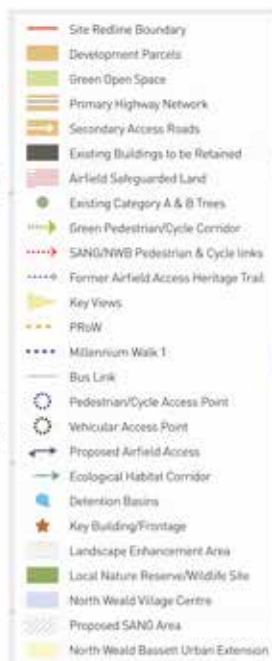 Site Redline Boundary
Development Parcels
Green Open Space
Primary Highway Network
Secondary Access Roads
Existing Buildings to be Retained
Airfield Safeguarded Land
Existing Category A & B Trees
Green Pedestrian/Cycle Corridor
SANG/NWB Pedestrian & Cycle links
Former Airfield Access Heritage Trail
Key Views
PRoW
Millennium Walk 1
Bus Link
Pedestrian/Cycle Access Point
Vehicular Access Point
Proposed Airfield Access
Ecological Habitat Corridor
Detention Basins
Key Building/Frontage
Landscape Enhancement Area
Local Nature Reserve/Wildlife Site
North Weald Village Centre
Proposed SANG Area
North Weald Bassett Urban Extension